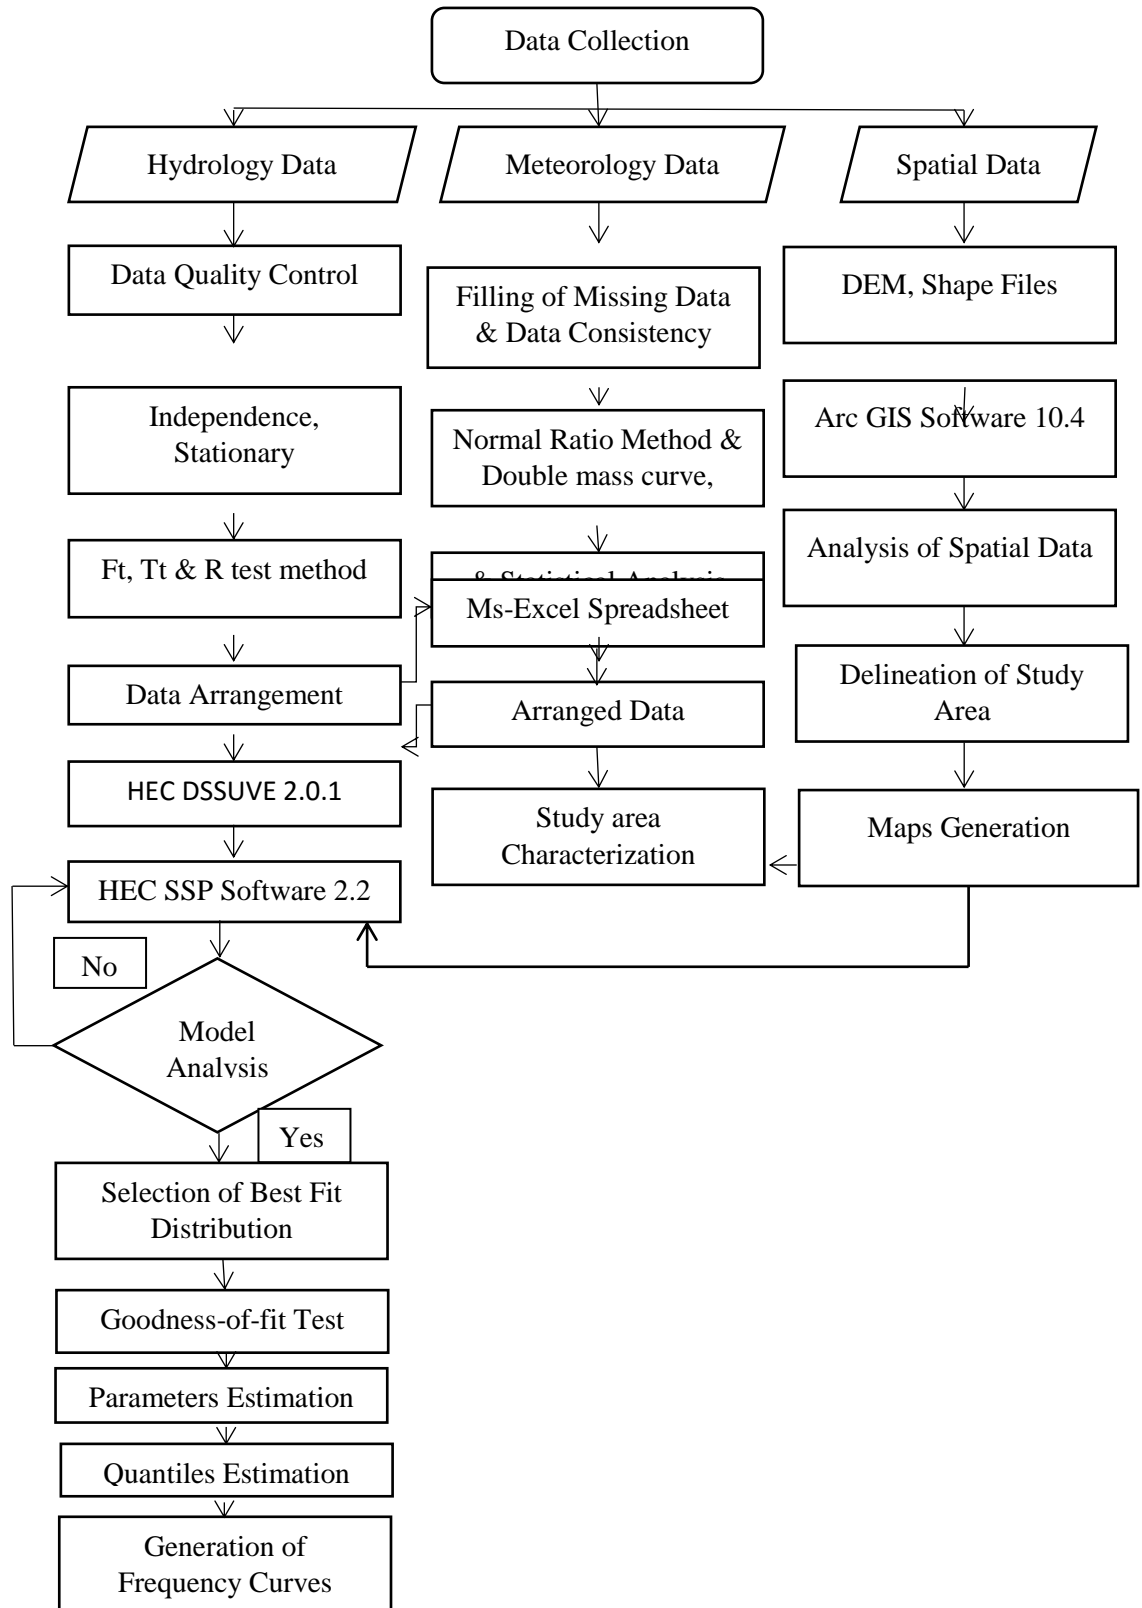 Data Collection
Hydrology Data
Meteorology Data
Spatial Data
Data Quality Control
Filling of Missing Data
& Data Consistency
DEM, Shape Files
Independence,
Stationary
Normal Ratio Method &
Double mass curve,
Arc GIS Software 10.4
Ft, Tt & R test method
& Statistical Analysis
Ms-Excel Spreadsheet
Analysis of Spatial Data
Data Arrangement
Arranged Data
Delineation of Study
Area
HEC DSSUVE 2.0.1
Study area
Characterization
Maps Generation
HEC SSP Software 2.2
No
Model
Analysis
Yes
Selection of Best Fit
Distribution
Goodness-of-fit Test
Parameters Estimation
Quantiles Estimation
Generation of
Frequency Curves